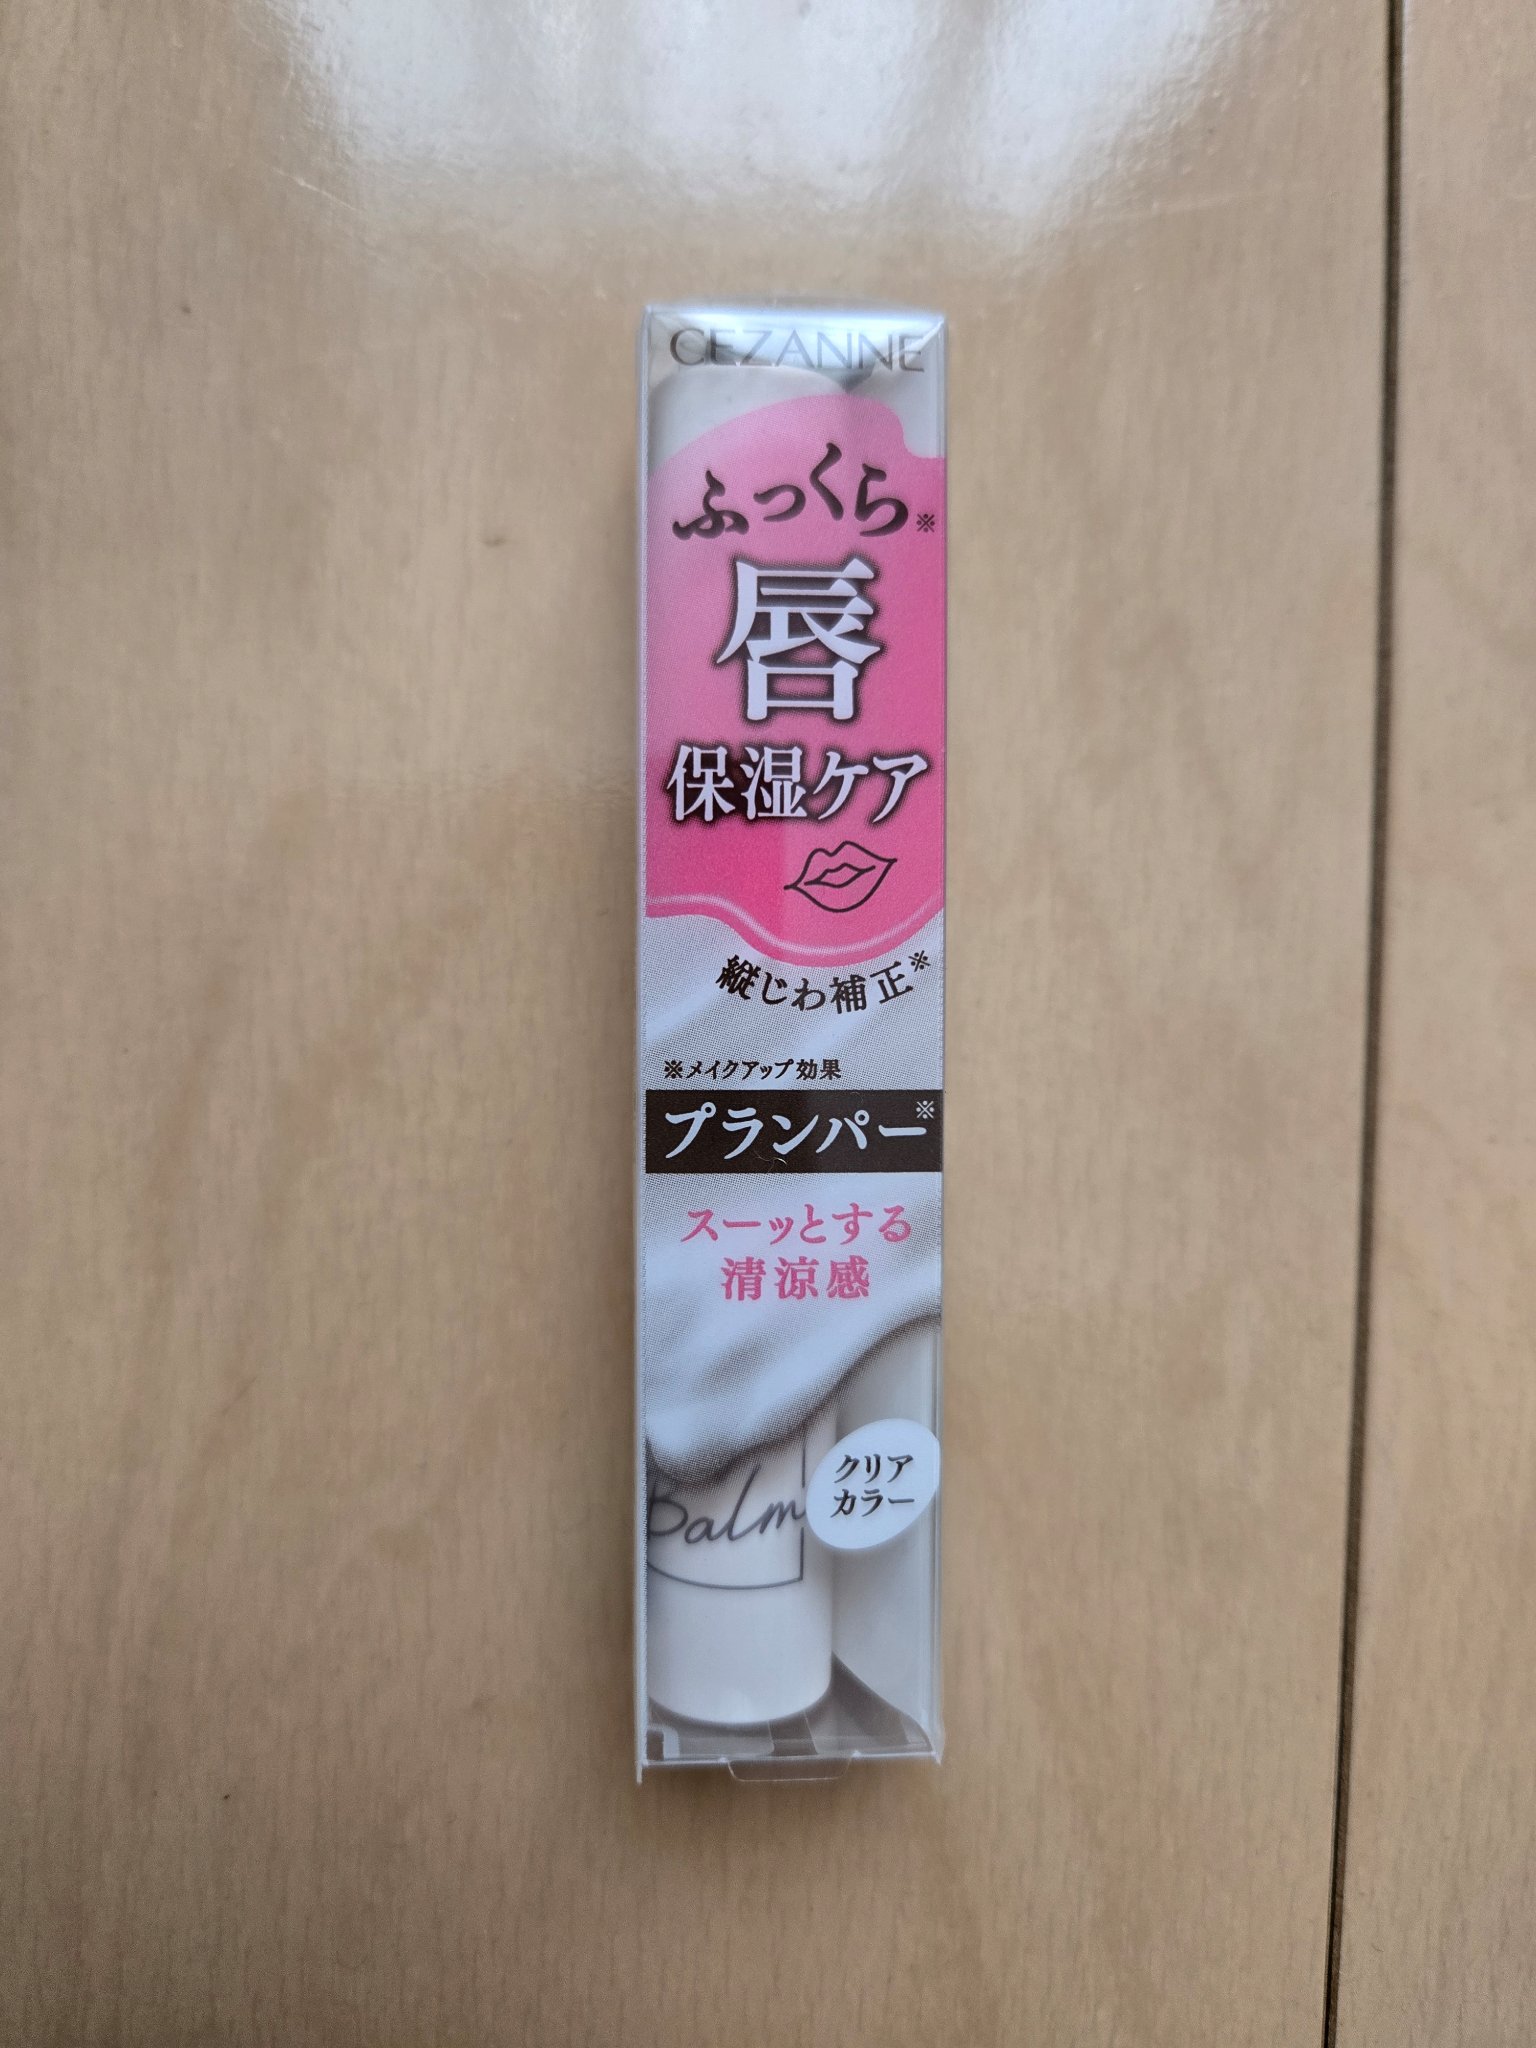 CEZANNE
ふっくら※
唇
保湿ケア
縦じわ補正※
※メイクアップ効果
プランパー※
スーッとする
清涼感
クリア
カラー
Balm